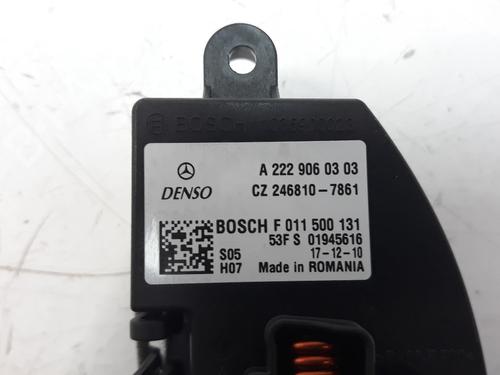 BOSCH
A 222 906 03 03
DENSO CZ 246810-7861
BOSCH F 011 500 131
53F S 01945616
S05 17-12-10
H07 Made in ROMANIA